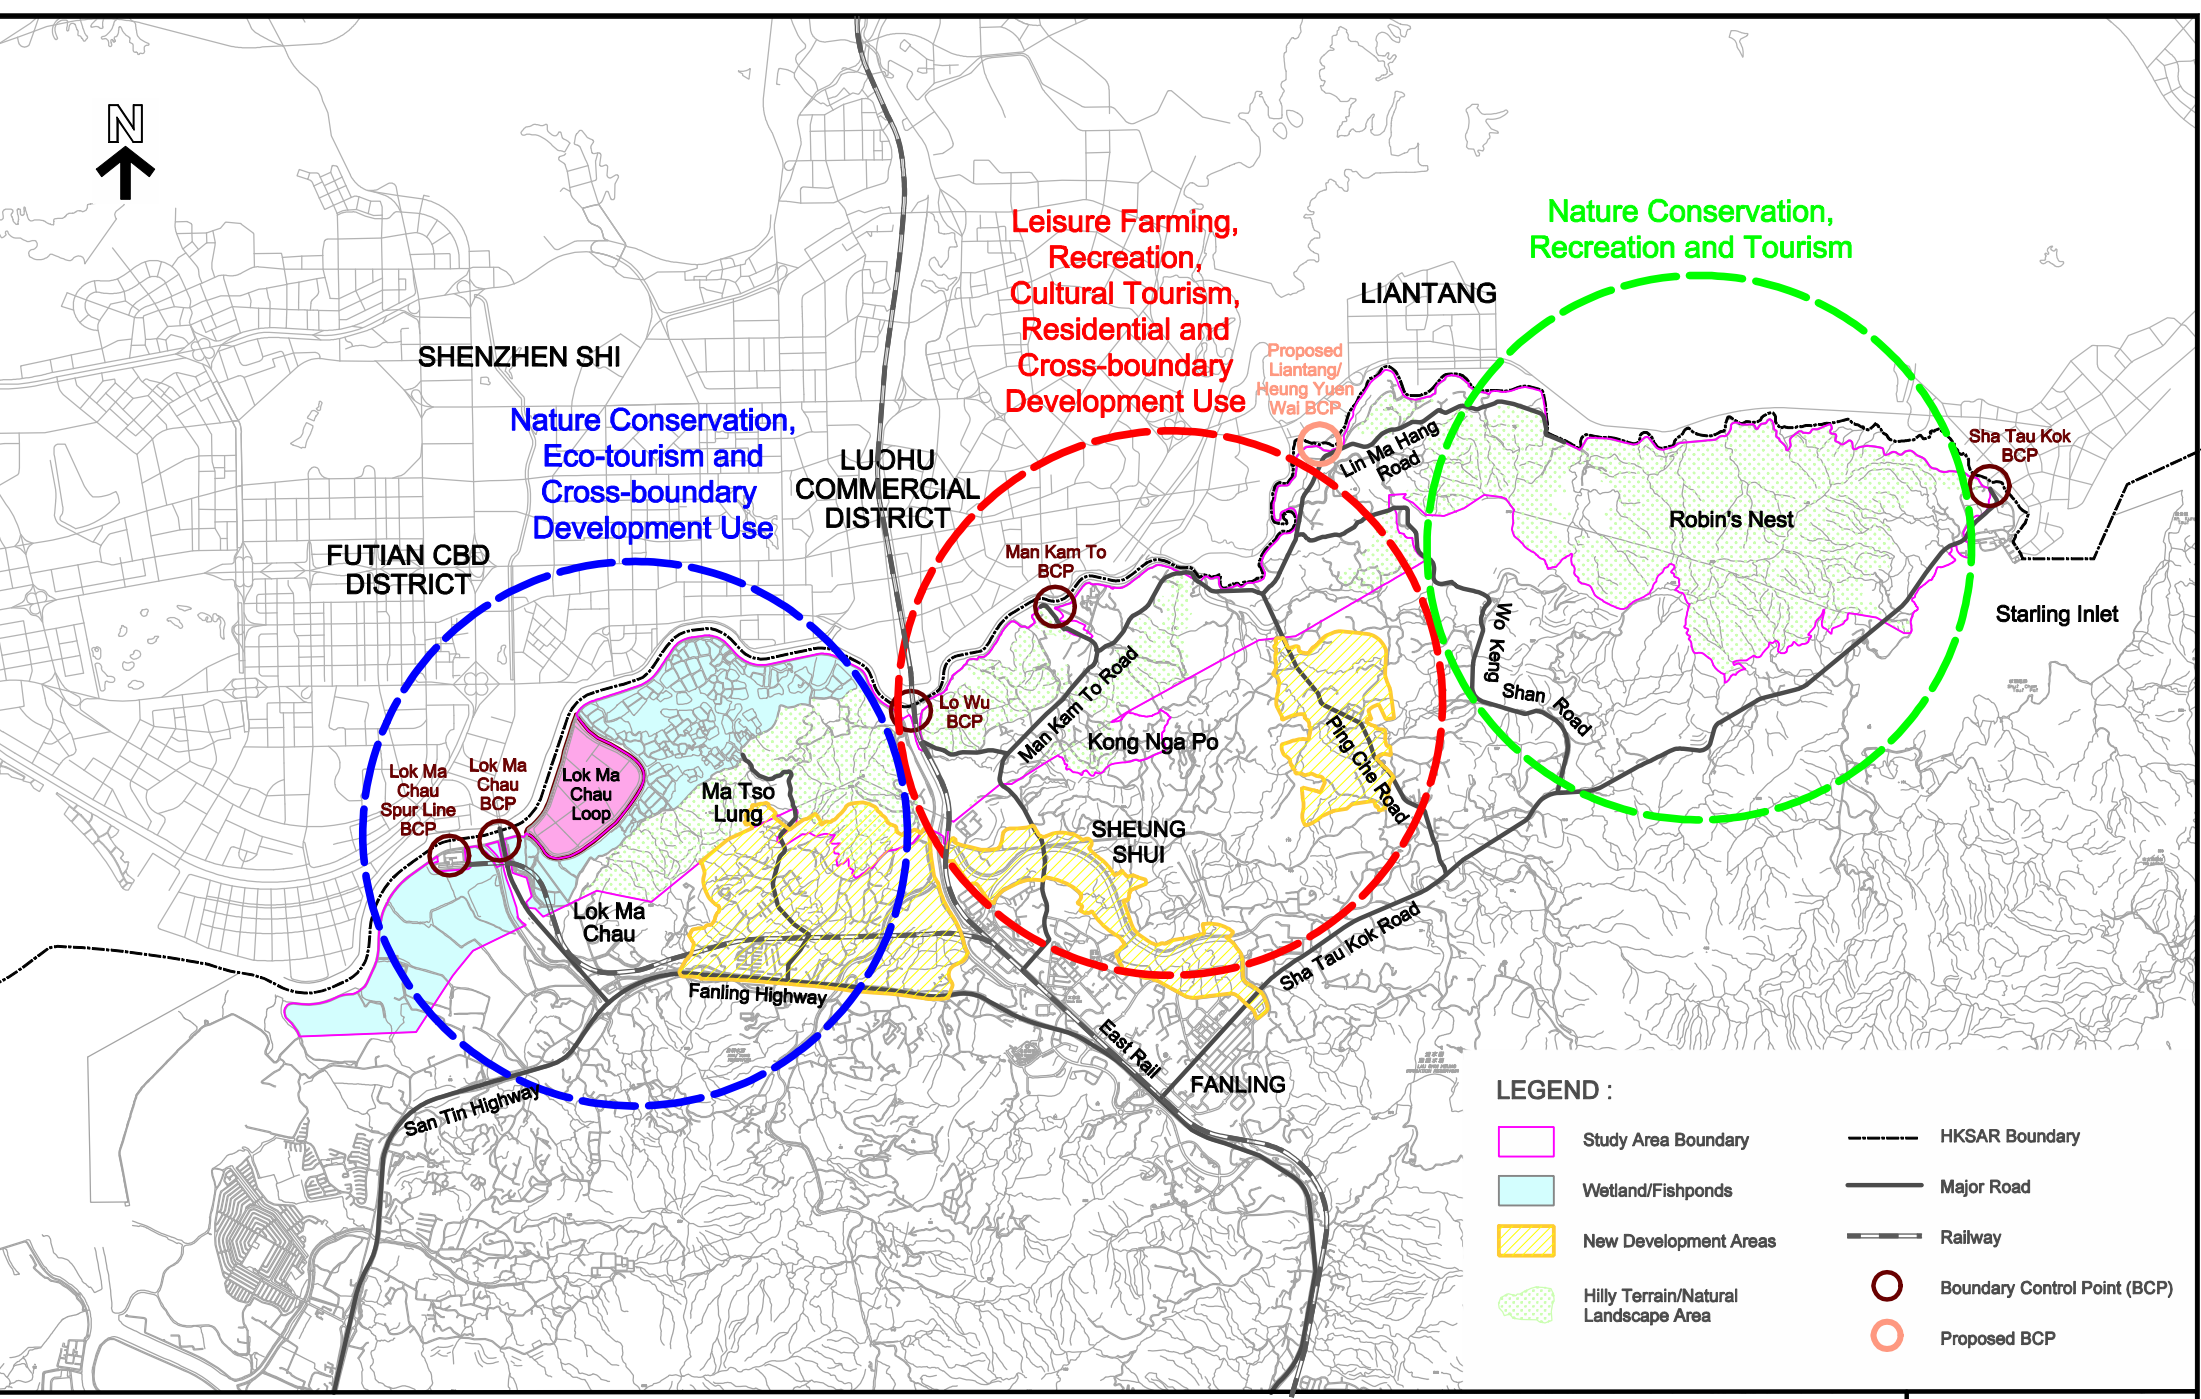 N
Nature Conservation,
Recreation and Tourism
Leisure Farming,
Recreation,
Cultural Tourism,
Residential and
Cross-boundary
Development Use
LIANTANG
Proposed
Liantang/
Heung Yuen
Wai BCP
SHENZHEN SHI
Nature Conservation,
Eco-tourism and
Cross-boundary
Development Use
LUOHU
COMMERCIAL
DISTRICT
FUTIAN CBD
DISTRICT
Lin Ma Hang
Road
Sha Tau Kok
BCP
Robin's Nest
Man Kam To
BCP
Starling Inlet
Wo Keng
Shan Road
Man Kam To Road
Lo Wu
BCP
Kong Nga Po
Ping Che Road
Lok Ma
Chau
Spur Line
BCP
Lok Ma
Chau
BCP
Lok Ma
Chau
Loop
Ma Tso
Lung
SHEUNG
SHUI
Lok Ma
Chau
Sha Tau Kok Road
Fanling Highway
East Rail
FANLING
San Tin Highway
LEGEND :
Study Area Boundary
Wetland/Fishponds
New Development Areas
Hilly Terrain/Natural
Landscape Area
HKSAR Boundary
Major Road
Railway
Boundary Control Point (BCP)
Proposed BCP